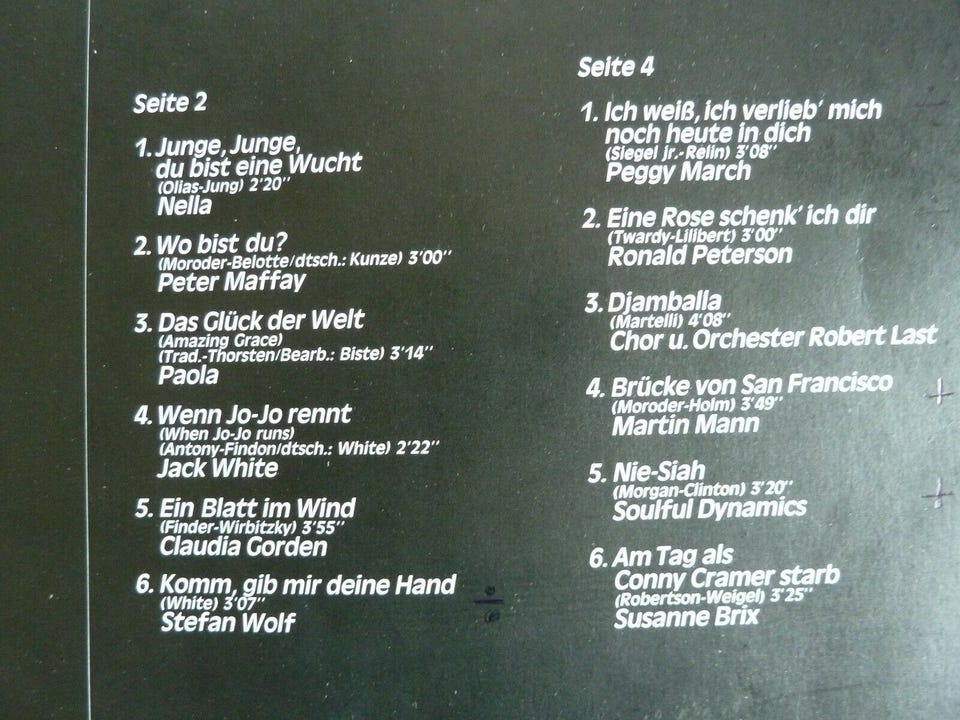 Seite 2
1. Junge, Junge,
du bist eine Wucht
(Olias-Jung) 2'20''
Nella
2. Wo bist du?
(Moroder-Belotte/dtsch.: Kunze) 3'00''
Peter Maffay
3. Das Glück der Welt
(Amazing Grace)
(Trad.-Thorsten/Bearb.: Biste) 3'14''
Paola
4. Wenn Jo-Jo rennt
(When Jo-Jo runs)
(Antony-Findon/dtsch.: White) 2'22''
Jack White
5. Ein Blatt im Wind
(Finder-Wirbitzky) 3'55''
Claudia Gorden
6. Komm, gib mir deine Hand
(White) 3'07''
Stefan Wolf
Seite 4
1. Ich weiß, ich verlieb' mich
noch heute in dich
(Siegel jr.-Relin) 3'08''
Peggy March
2. Eine Rose schenk' ich dir
(Twardy-Lilibert) 3'00''
Ronald Peterson
3. Djamballa
(Martelli) 4'08''
Chor u. Orchester Robert Last
4. Brücke von San Francisco
(Moroder-Holm) 3'49''
Martin Mann
5. Nie-Siah
(Morgan-Clinton) 3'20''
Soulful Dynamics
6. Am Tag als
Conny Cramer starb
(Robertson-Weigel) 3'25''
Susanne Brix